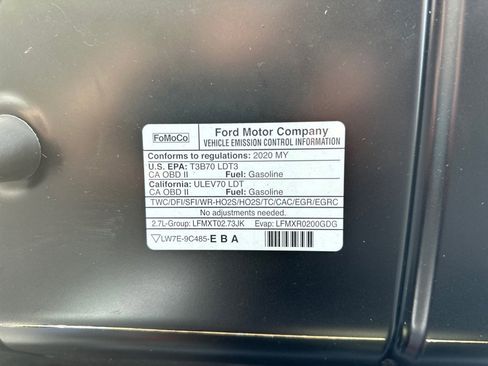 FoMoCo
Ford Motor Company
VEHICLE EMISSION CONTROL INFORMATION
Conforms to regulations: 2020 MY
U.S. EPA: T3B70 LDT3
CA OBD II Fuel: Gasoline
California: ULEV70 LDT
CA OBD II Fuel: Gasoline
TWC/DFI/SFI/WR-HO2S/HO2S/TC/CAC/EGR/EGRC
No adjustments needed.
2.7L-Group: LFMXT02.73JK Evap: LFMXR0200GDG
LW7E-9C485-E B A